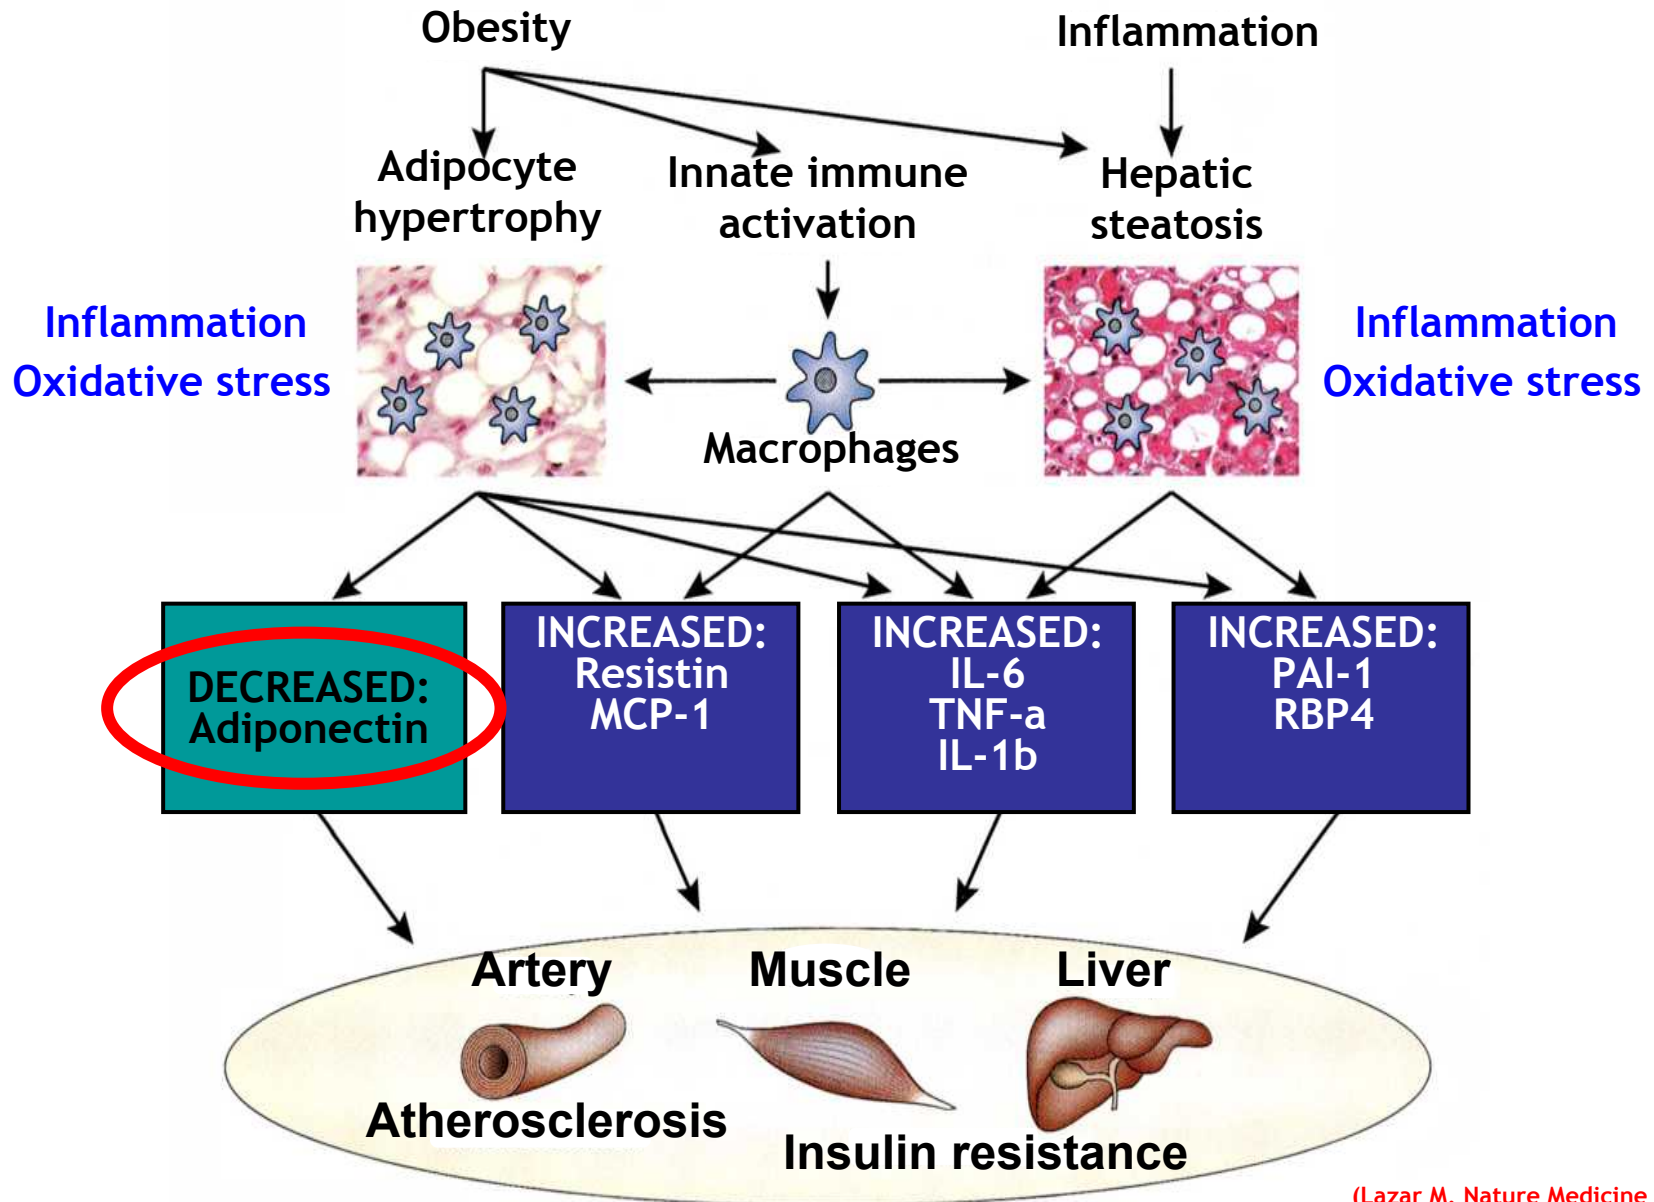 Obesity
Inflammation
Adipocyte
hypertrophy
Innate immune
activation
Hepatic
steatosis
Inflammation
Oxidative stress
Inflammation
Oxidative stress
Macrophages
DECREASED:
Adiponectin
INCREASED:
Resistin
MCP-1
INCREASED:
IL-6
TNF-a
IL-1b
INCREASED:
PAI-1
RBP4
Artery
Muscle
Liver
Atherosclerosis
Insulin resistance
(Lazar M. Nature Medicine